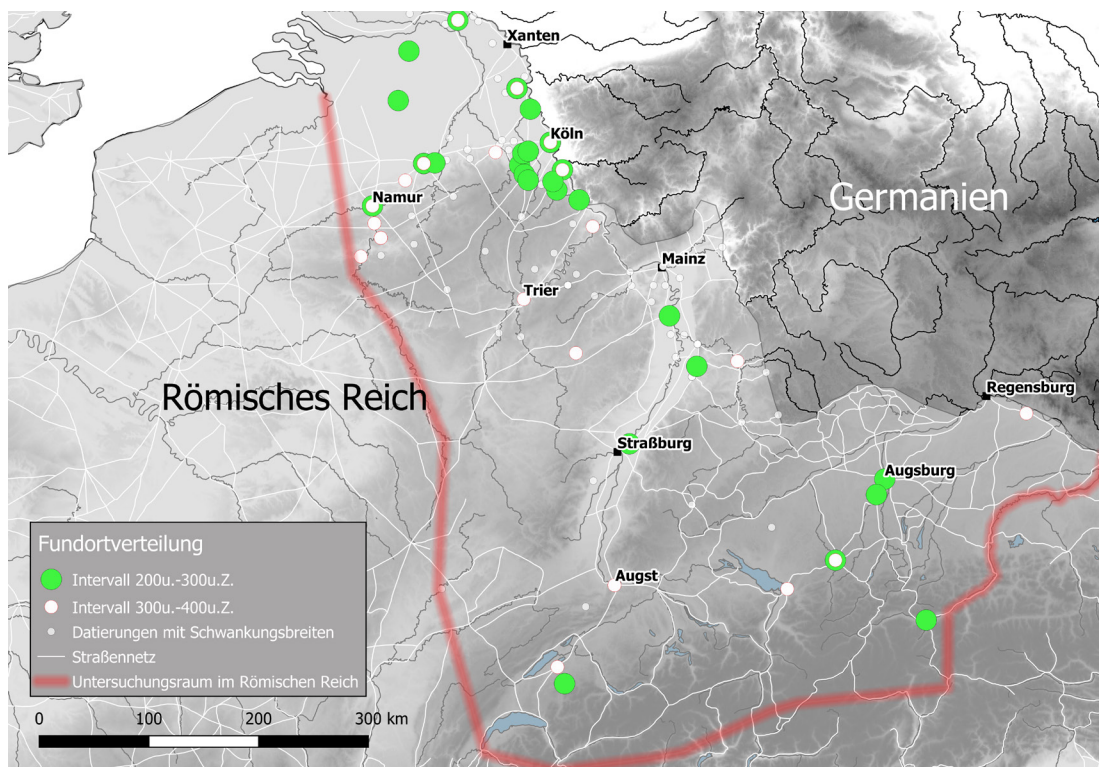 Xanten
Köln
Germanien
Namur
Mainz
Trier
Römisches Reich
Regensburg
Straßburg
Augsburg
Augst
Fundortverteilung
Intervall 200u.-300u.Z.
Intervall 300u.-400u.Z.
Datierungen mit Schwankungsbreiten
Straßennetz
Untersuchungsraum im Römischen Reich
0 100 200 300 km